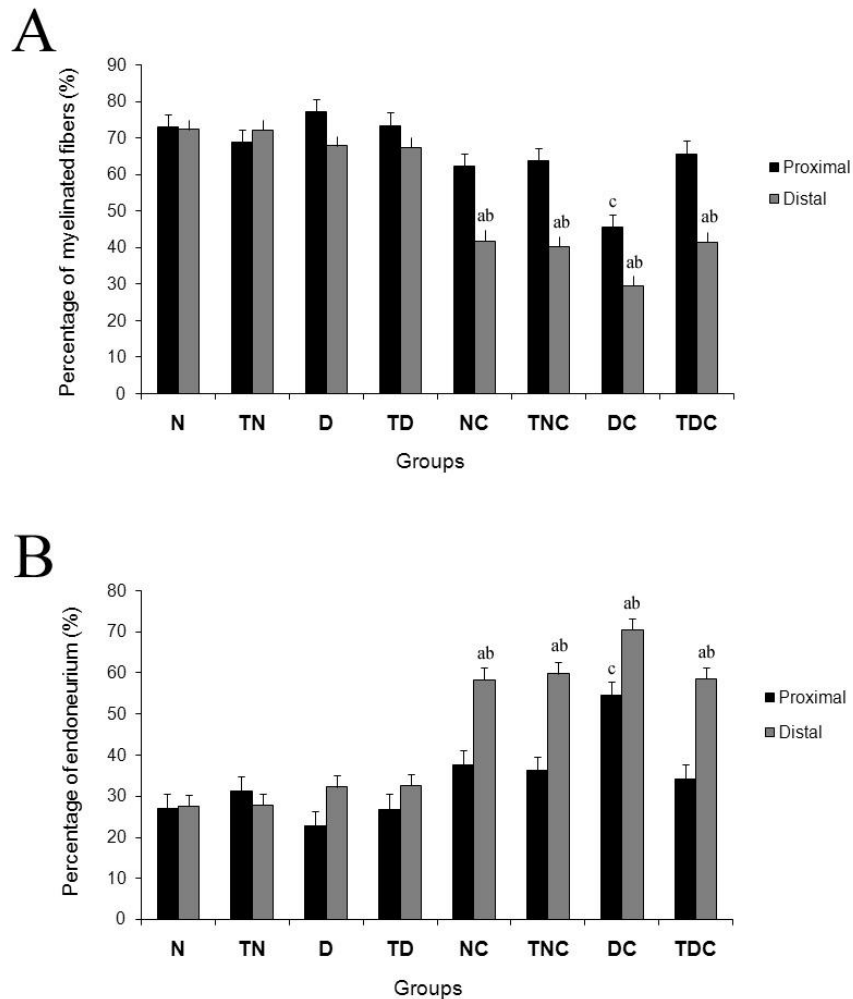 A
Percentage of myelinated fibers (%)
90
80
70
60
50
40
30
20
10
0
ab
ab
c
ab
ab
Proximal
Distal
N TN D TD NC TNC DC TDC
Groups
B
Percentage of endoneurium (%)
80
70
60
50
40
30
20
10
0
ab
ab
c
ab
ab
Proximal
Distal
N TN D TD NC TNC DC TDC
Groups